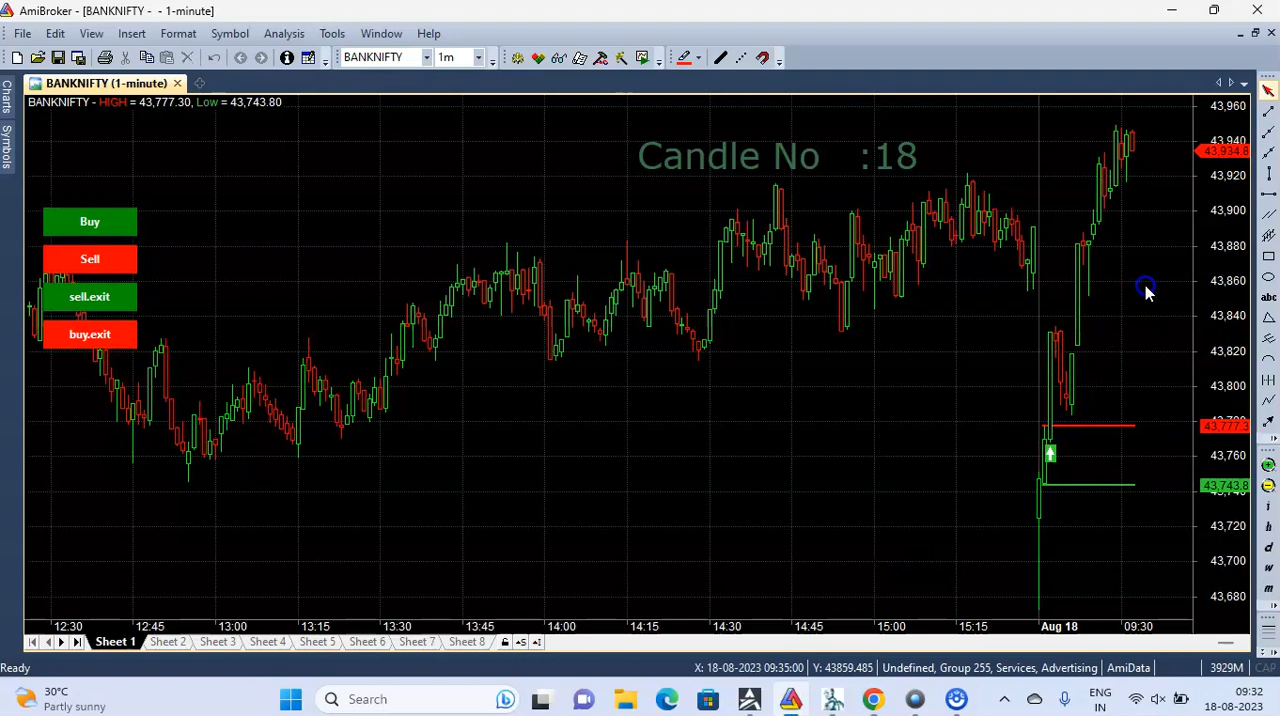 AmiBroker - [BANKNIFTY - - 1-minute)]
File Edit View Insert Format Symbol Analysis Tools Window Help
BANKNIFTY 1m
BANKNIFTY (1-minute)
Charts
Symbols
BANKNIFTY - HIGH = 43,777.30, Low = 43,743.80
Candle No :18
Buy
Sell
sell.exit
buy.exit
43,960
43,940
43,934.8
43,920
43,900
43,880
43,860
43,840
43,820
43,800
43,777.3
43,760
43,743.8
43,720
43,700
43,680
abc
i
h
d
w
m
12:30 12:45 13:00 13:15 13:30 13:45 14:00 14:15 14:30 14:45 15:00 15:15 Aug 18 09:30
Sheet 1 Sheet 2 Sheet 3 Sheet 4 Sheet 5 Sheet 6 Sheet 7 Sheet 8
Ready X: 18-08-2023 09:35:00 Y: 43859.485 Undefined, Group 255, Services, Advertising AmiData 3929M CAP
30°C
Partly sunny
Search
ENG
IN
09:32
18-08-2023